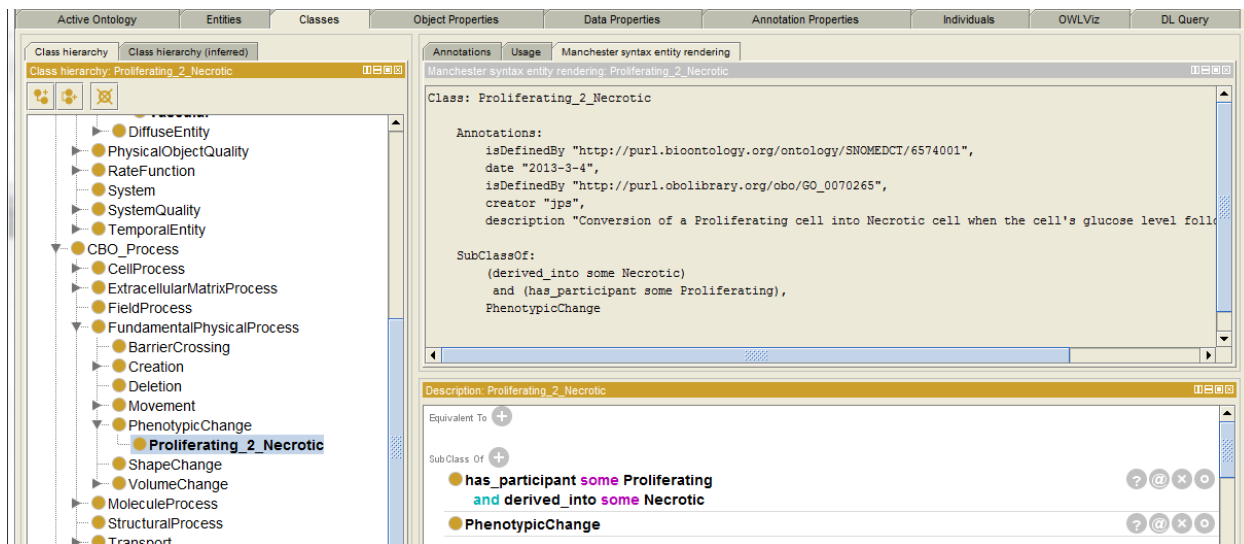 Active Ontology Entities Classes Object Properties Data Properties Annotation Properties Individuals OWLViz DL Query
Class hierarchy Class hierarchy (inferred)
Class hierarchy: Proliferating_2_Necrotic
DiffuseEntity
PhysicalObjectQuality
RateFunction
System
SystemQuality
TemporalEntity
CBO_Process
CellProcess
ExtracellularMatrixProcess
FieldProcess
FundamentalPhysicalProcess
BarrierCrossing
Creation
Deletion
Movement
PhenotypicChange
Proliferating_2_Necrotic
ShapeChange
VolumeChange
MoleculeProcess
StructuralProcess
Transport
Annotations Usage Manchester syntax entity rendering
Manchester syntax entity rendering: Proliferating_2_Necrotic
Class: Proliferating_2_Necrotic
Annotations:
isDefinedBy "http://purl.bioontology.org/ontology/SNOMEDCT/6574001",
date "2013-3-4",
isDefinedBy "http://purl.obolibrary.org/obo/GO_0070265",
creator "jps",
description "Conversion of a Proliferating cell into Necrotic cell when the cell's glucose level follo
SubClassOf:
(derived_into some Necrotic)
and (has_participant some Proliferating),
PhenotypicChange
Description: Proliferating_2_Necrotic
Equivalent To
SubClass Of
has_participant some Proliferating
and derived_into some Necrotic
PhenotypicChange